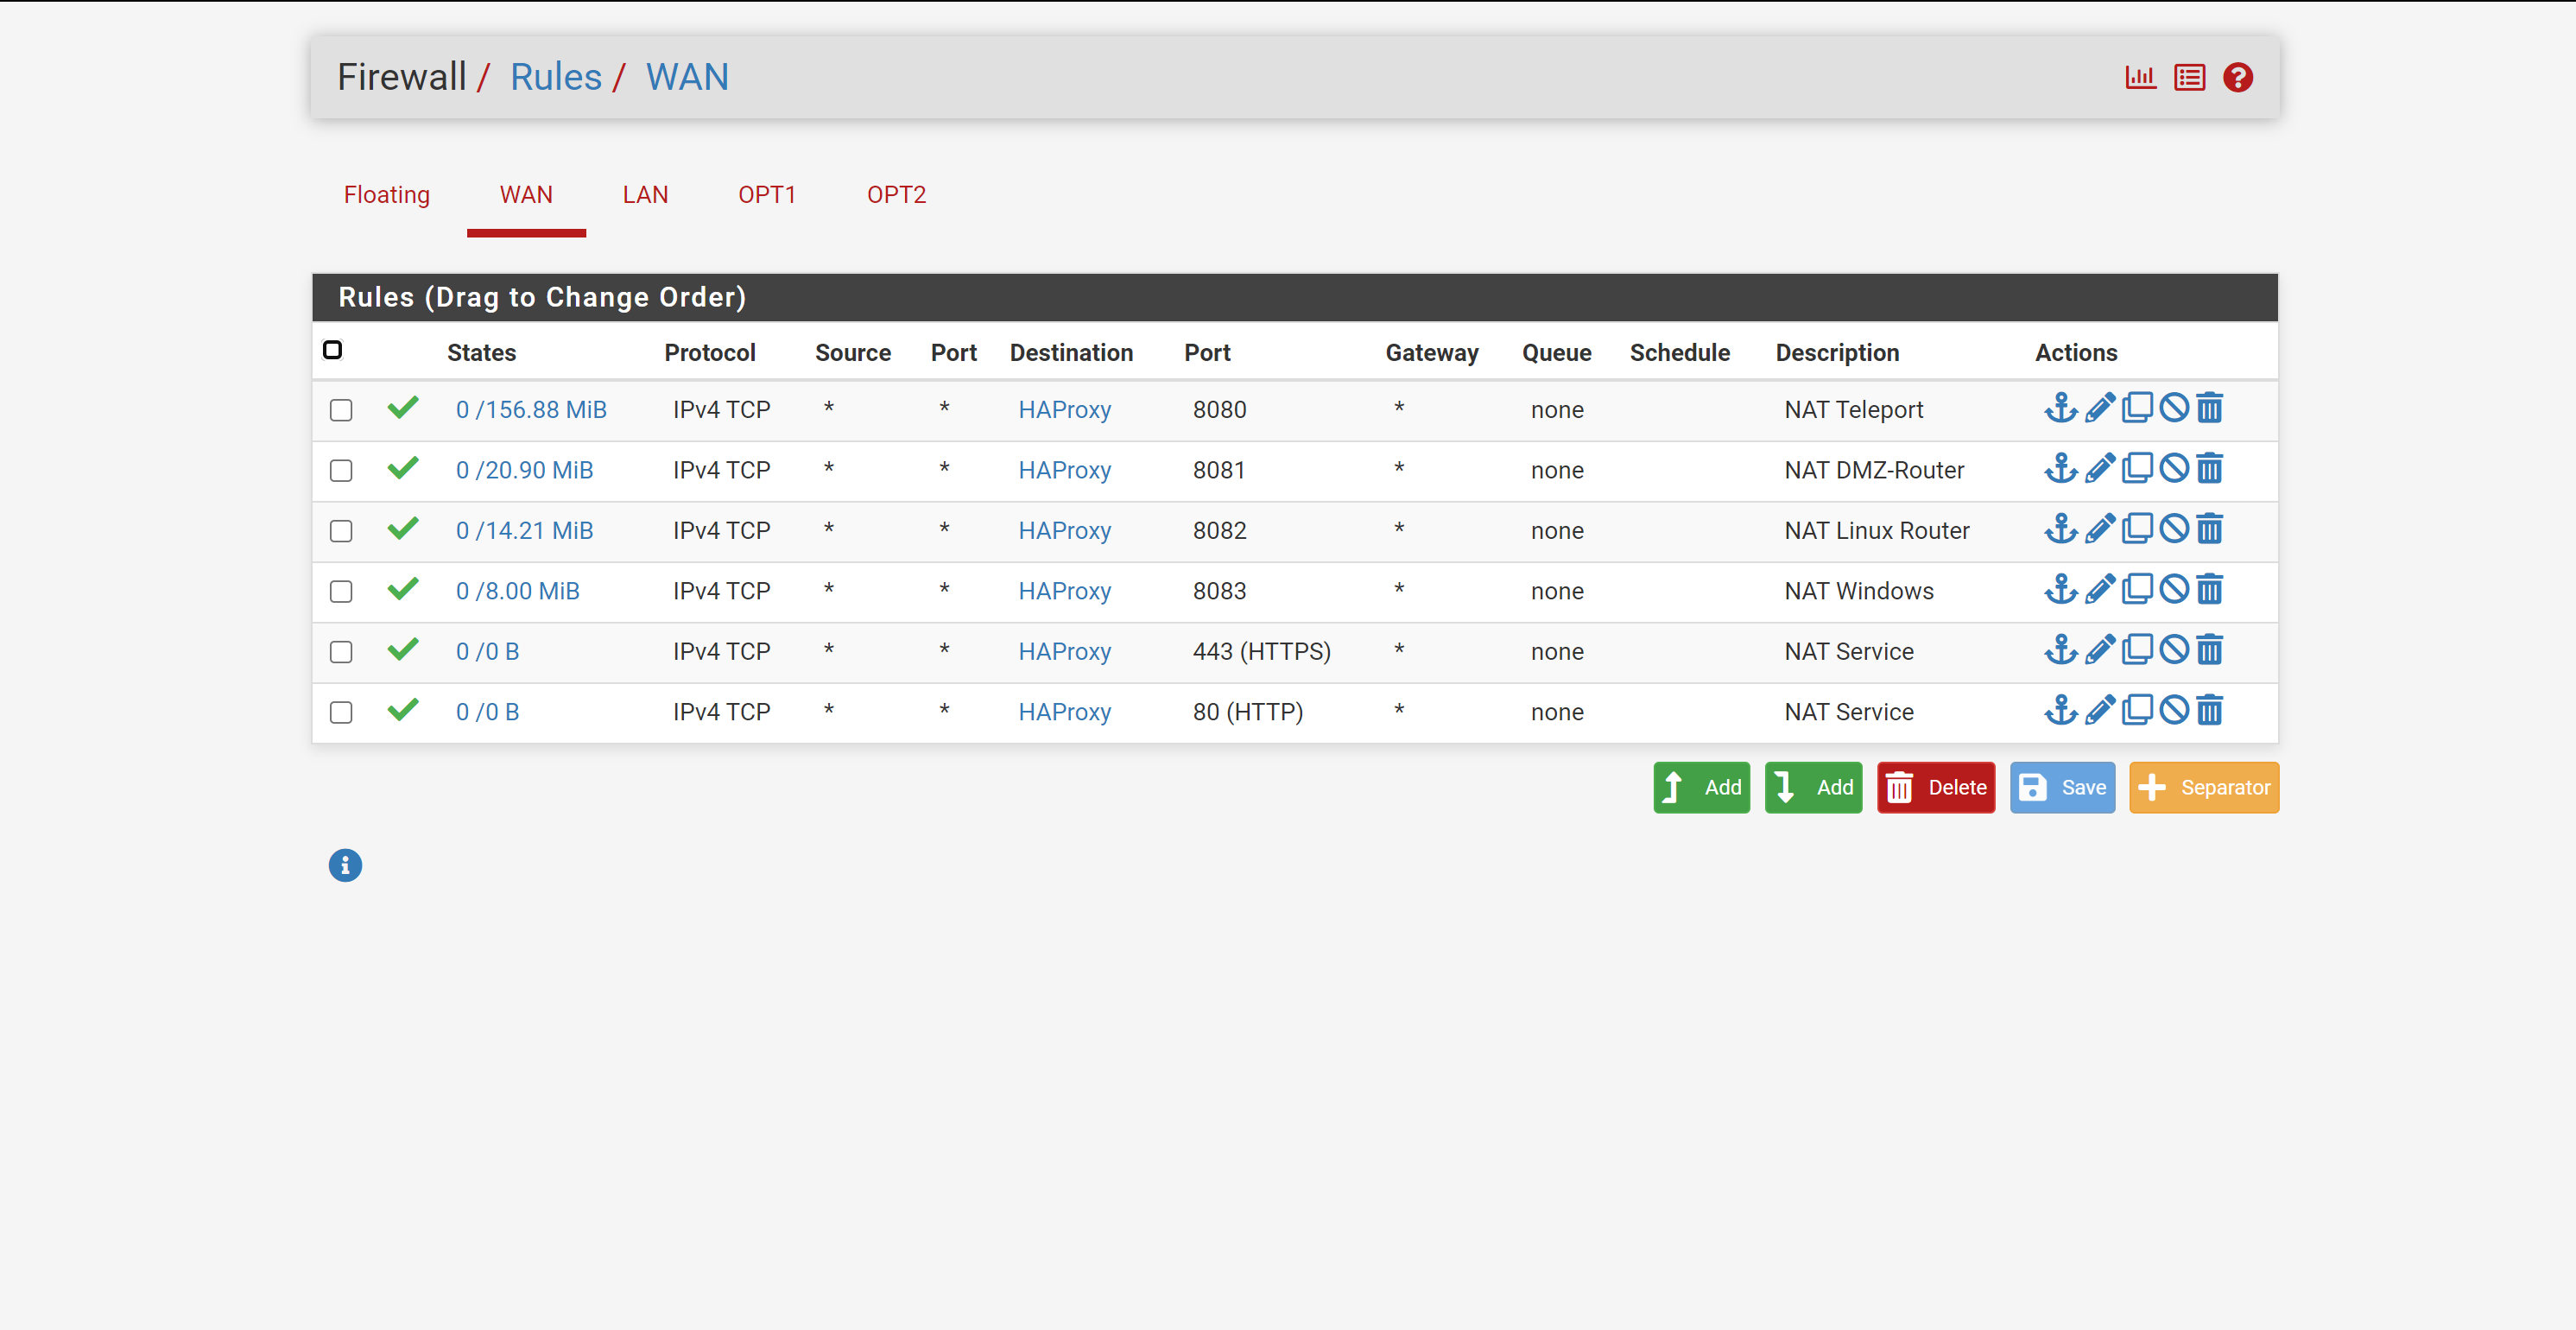 Firewall / Rules / WAN
Floating WAN LAN OPT1 OPT2
Rules (Drag to Change Order)
States Protocol Source Port Destination Port Gateway Queue Schedule Description Actions
0 /156.88 MiB IPv4 TCP * * HAProxy 8080 * none NAT Teleport
0 /20.90 MiB IPv4 TCP * * HAProxy 8081 * none NAT DMZ-Router
0 /14.21 MiB IPv4 TCP * * HAProxy 8082 * none NAT Linux Router
0 /8.00 MiB IPv4 TCP * * HAProxy 8083 * none NAT Windows
0 /0 B IPv4 TCP * * HAProxy 443 (HTTPS) * none NAT Service
0 /0 B IPv4 TCP * * HAProxy 80 (HTTP) * none NAT Service
Add Add Delete Save Separator